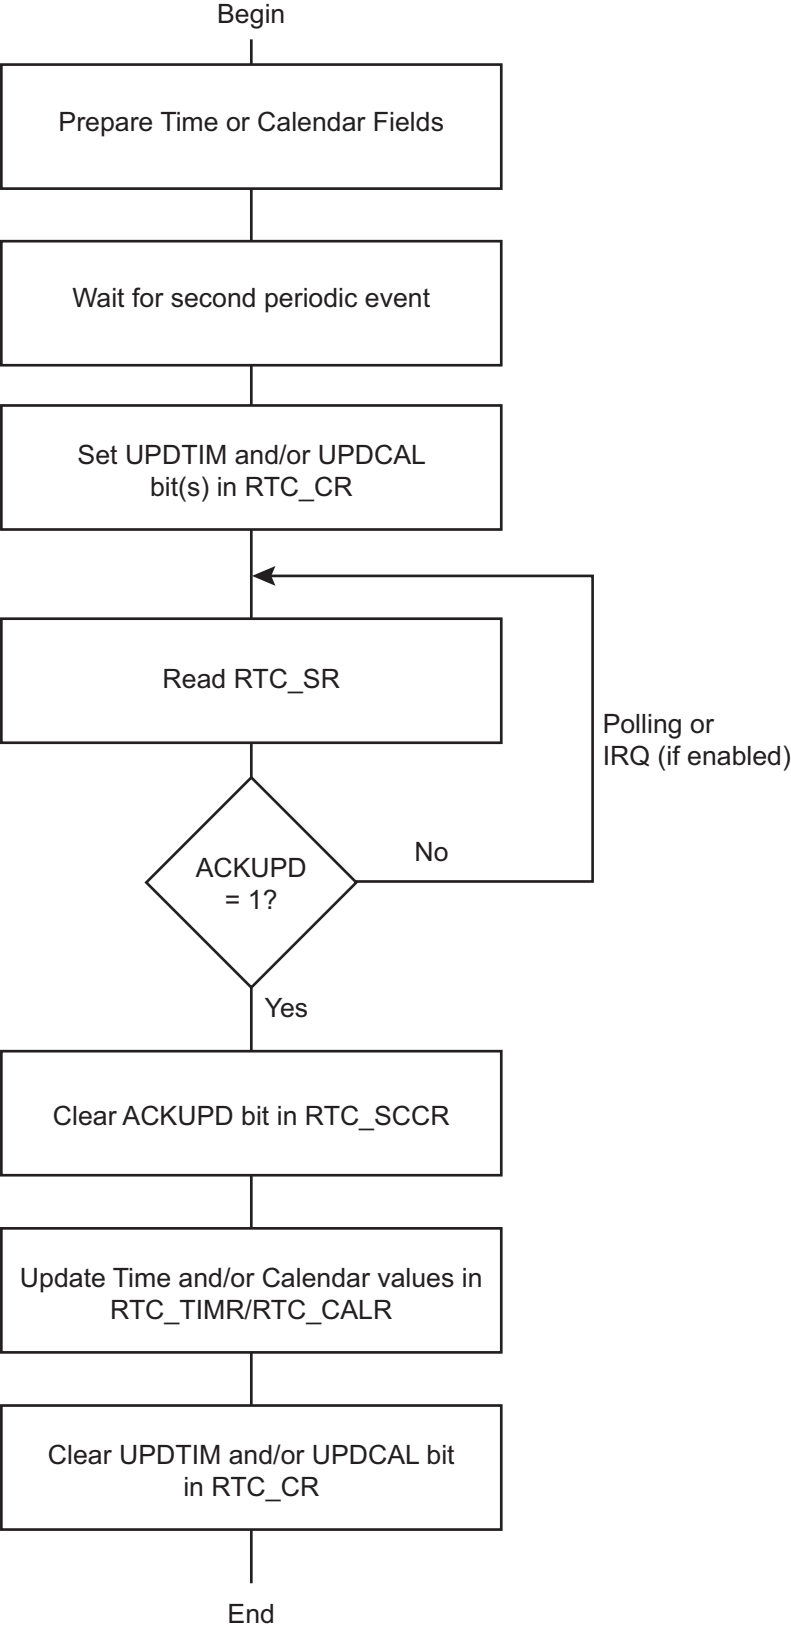 Begin
Prepare Time or Calendar Fields
Wait for second periodic event
Set UPDTIM and/or UPDCAL
bit(s) in RTC_CR
Read RTC_SR
Polling or
IRQ (if enabled)
ACKUPD
= 1?
No
Yes
Clear ACKUPD bit in RTC_SCCR
Update Time and/or Calendar values in
RTC_TIMR/RTC_CALR
Clear UPDTIM and/or UPDCAL bit
in RTC_CR
End